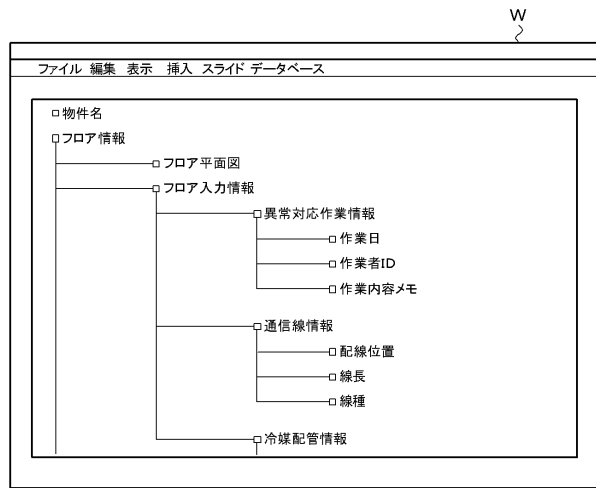 W
ファイル 編集 表示 挿入 スライド データベース
物件名
フロア情報
フロア平面図
フロア入力情報
異常対応作業情報
作業日
作業者ID
作業内容メモ
通信線情報
配線位置
線長
線種
冷媒配管情報